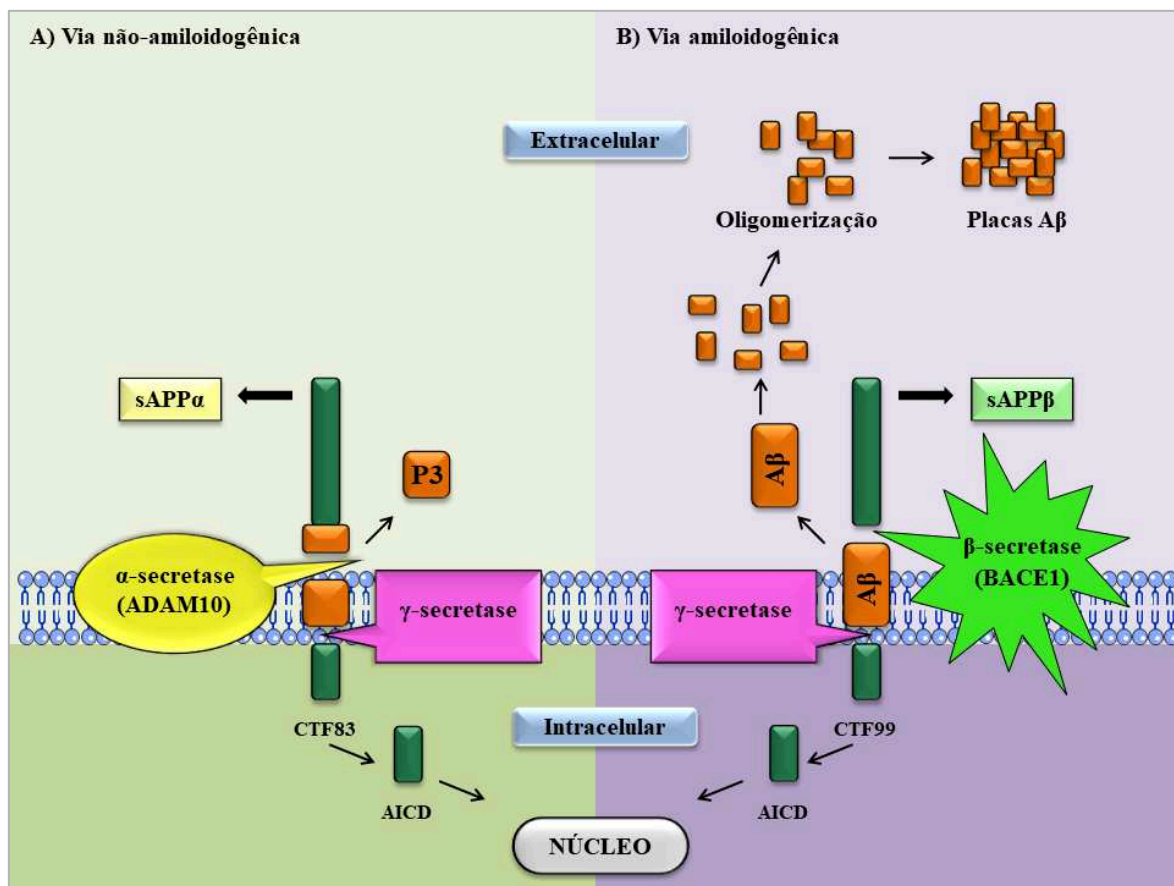 A) Via não-amiloidogênica
B) Via amiloidogênica
Extracelular
Oligomerização
Placas Aβ
sAPPα
sAPPβ
P3
Aβ
α-secretase
(ADAM10)
γ-secretase
γ-secretase
Aβ
β-secretase
(BACE1)
CTF83
Intracelular
CTF99
AICD
AICD
NÚCLEO